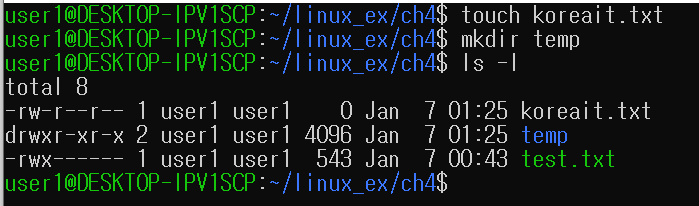 user1@DESKTOP-IPV1SCP:~/linux_ex/ch4$ touch koreait.txt
user1@DESKTOP-IPV1SCP:~/linux_ex/ch4$ mkdir temp
user1@DESKTOP-IPV1SCP:~/linux_ex/ch4$ ls -l
total 8
-rw-r--r-- 1 user1 user1    0 Jan  7 01:25 koreait.txt
drwxr-xr-x 2 user1 user1 4096 Jan  7 01:25 temp
-rwx------ 1 user1 user1  543 Jan  7 00:43 test.txt
user1@DESKTOP-IPV1SCP:~/linux_ex/ch4$